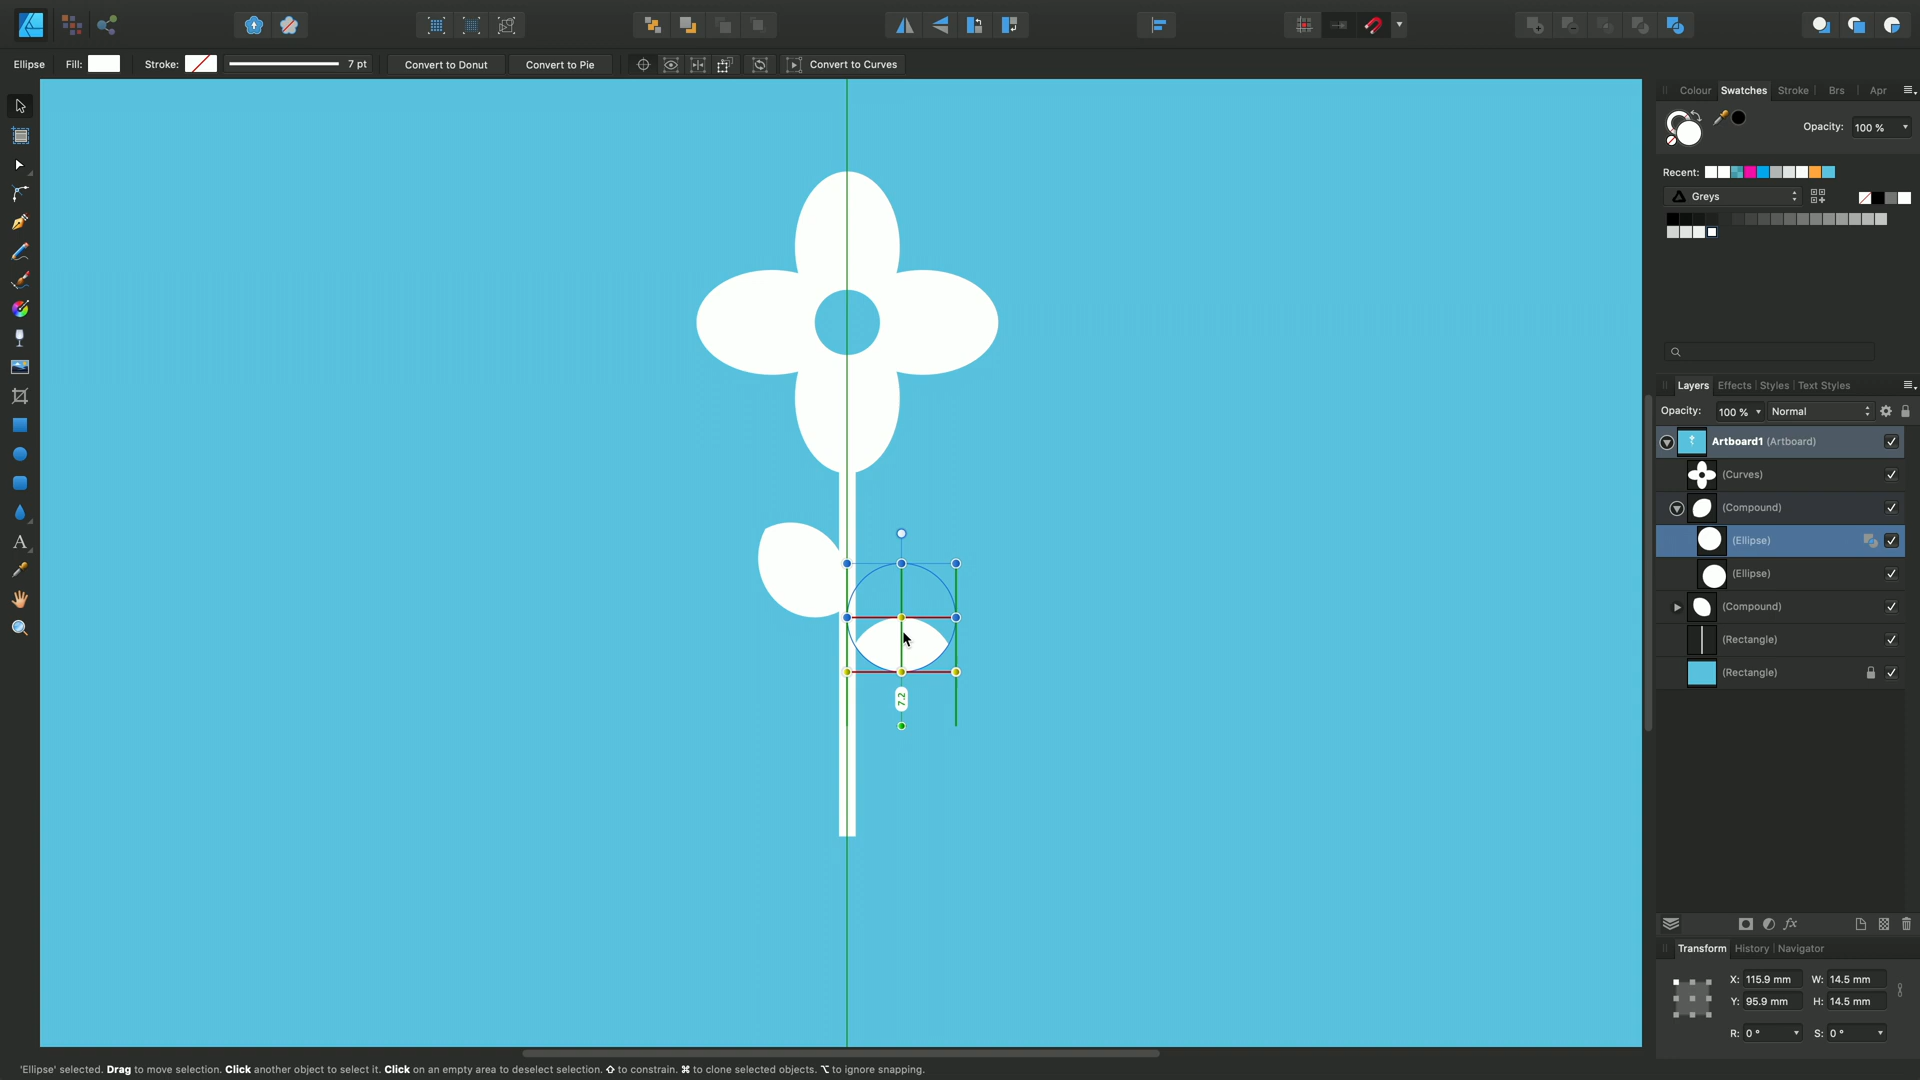 Ellipse Fill: Stroke: 7 pt Convert to Donut Convert to Pie Convert to Curves
Colour Swatches Stroke Brs Apr
Opacity: 100 %
Recent:
Greys
Layers Effects Styles Text Styles
Opacity: 100 % Normal
Artboard1 (Artboard)
(Curves)
(Compound)
(Ellipse)
(Ellipse)
(Compound)
(Rectangle)
(Rectangle)
7.2
fx
Transform History Navigator
X: 115.9 mm W: 14.5 mm
Y: 95.9 mm H: 14.5 mm
R: 0 ° S: 0 °
'Ellipse' selected. Drag to move selection. Click another object to select it. Click on an empty area to deselect selection. ⇧ to constrain. ⌘ to clone selected objects. ⌥ to ignore snapping.